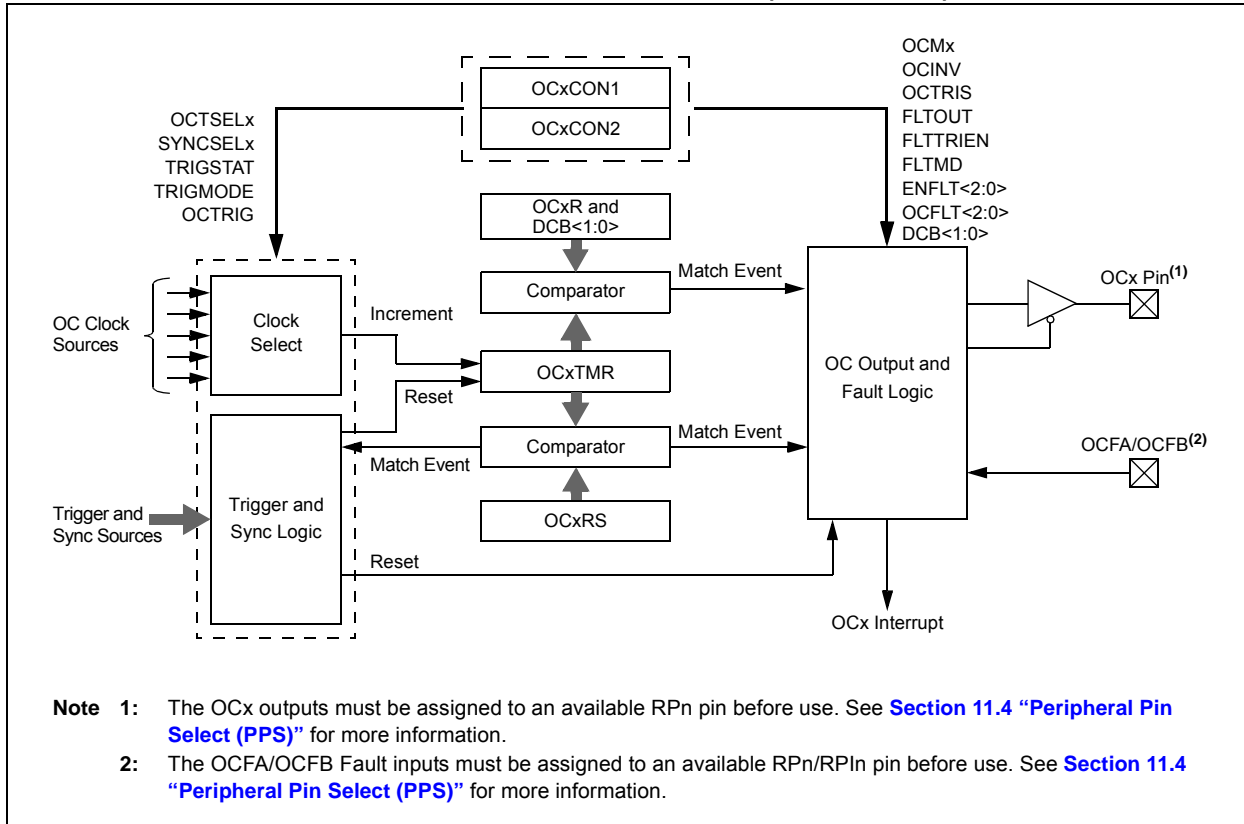 OCxCON1
OCxCON2
OCMx
OCINV
OCTRIS
FLTOUT
FLTTRIEN
FLTMD
ENFLT<2:0>
OCFLT<2:0>
DCB<1:0>
OCTSELx
SYNCSELx
TRIGSTAT
TRIGMODE
OCTRIG
OCxR and
DCB<1:0>
Comparator
Match Event
OC Clock
Sources
Clock
Select
Increment
OCxTMR
Reset
OC Output and
Fault Logic
OCx Pin(1)
Comparator
Match Event
Match Event
OCFA/OCFB(2)
Trigger and
Sync Sources
Trigger and
Sync Logic
OCxRS
Reset
OCx Interrupt
Note 1: The OCx outputs must be assigned to an available RPn pin before use. See Section 11.4 “Peripheral Pin
Select (PPS)” for more information.
2: The OCFA/OCFB Fault inputs must be assigned to an available RPn/RPIn pin before use. See Section 11.4
“Peripheral Pin Select (PPS)” for more information.